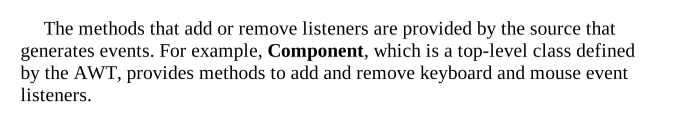 The methods that add or remove listeners are provided by the source that
generates events. For example, Component, which is a top-level class defined
by the AWT, provides methods to add and remove keyboard and mouse event
listeners.